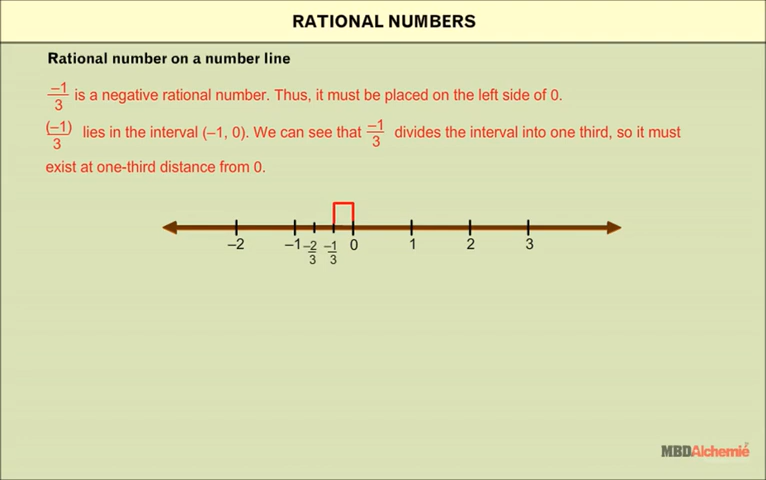 RATIONAL NUMBERS
Rational number on a number line
–1/3 is a negative rational number. Thus, it must be placed on the left side of 0.
(–1)/3 lies in the interval (–1, 0). We can see that –1/3 divides the interval into one third, so it must
exist at one-third distance from 0.
–2 –1 –2/3 –1/3 0 1 2 3
MBDAlchemie